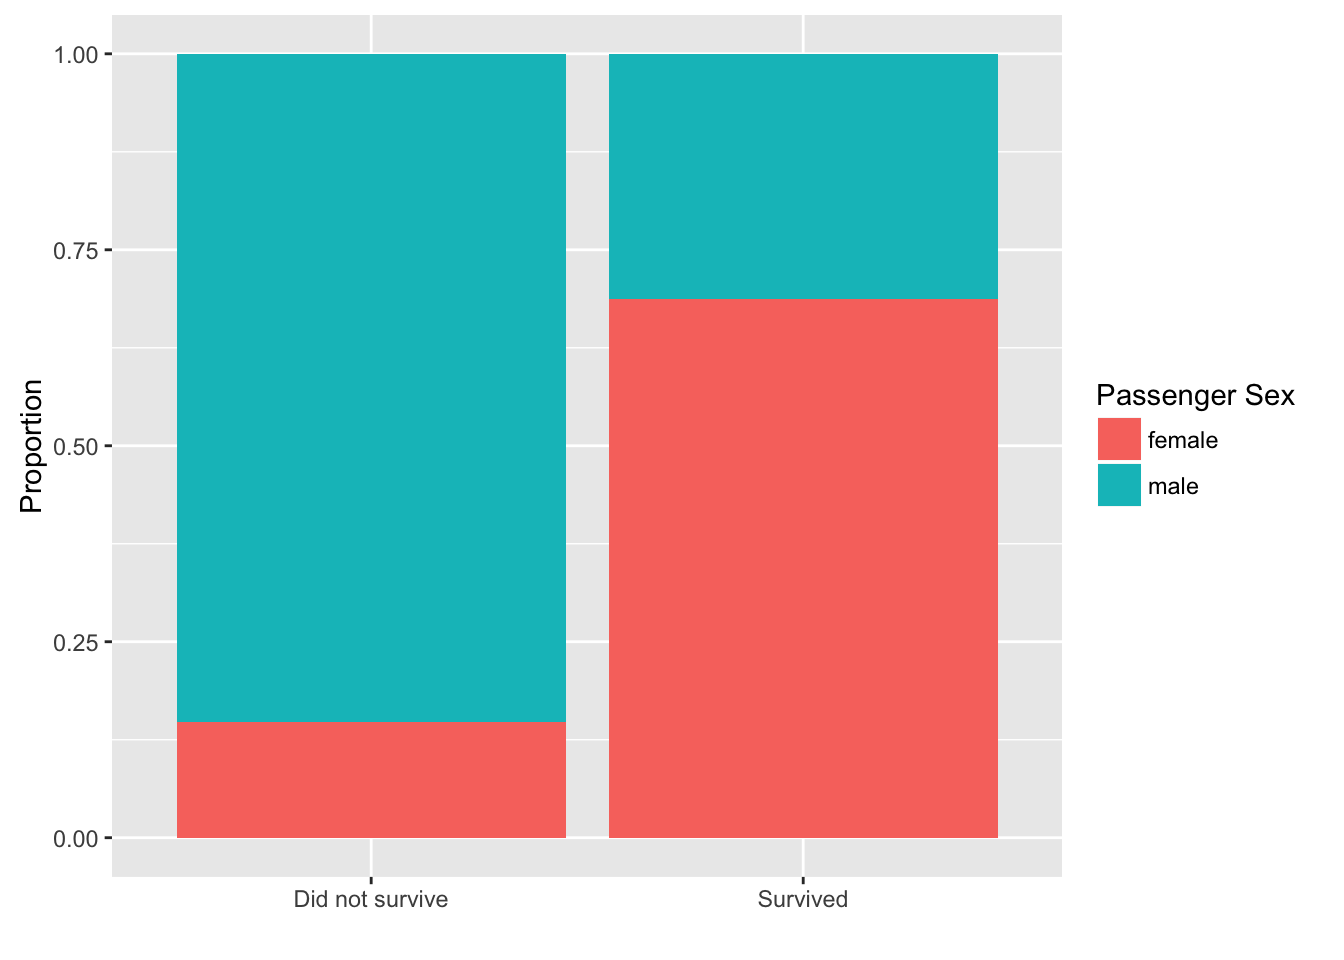 1.00
0.75
0.50
0.25
0.00
Proportion
Did not survive
Survived
Passenger Sex
female
male